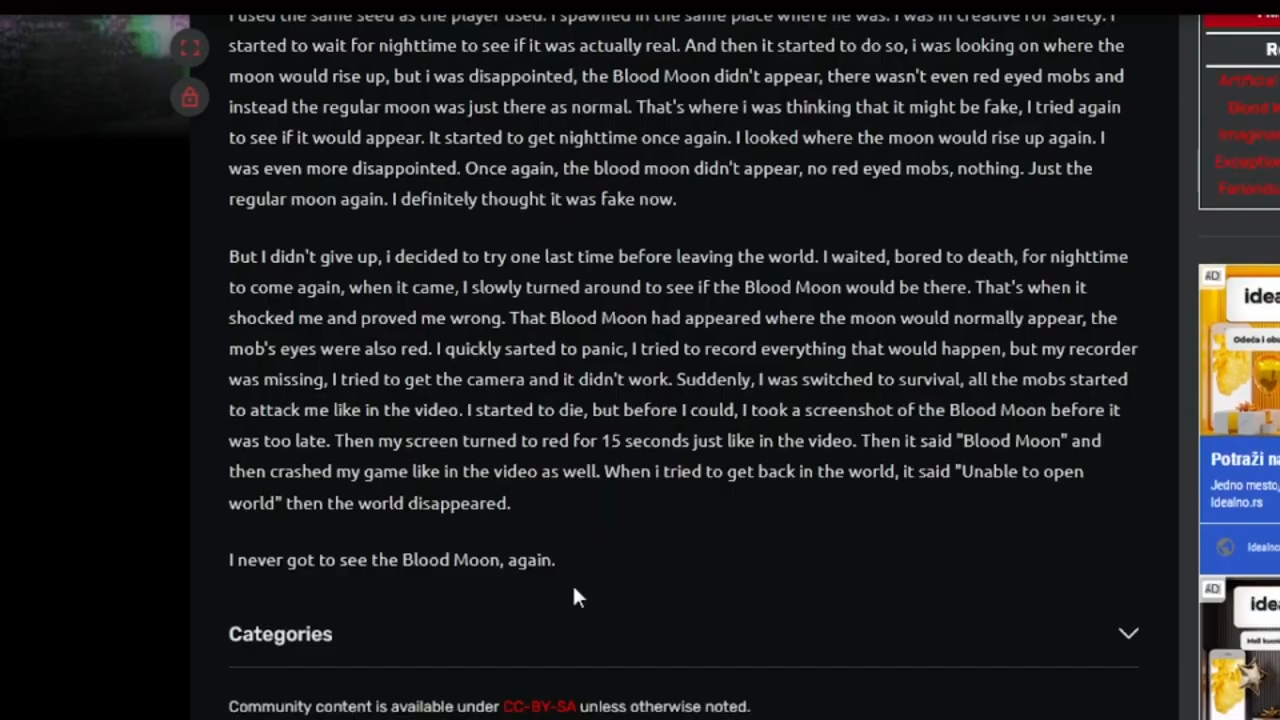 I used the same seed as the player used. I spawned in the same place where he was. I was in creative for safety. I
started to wait for nighttime to see if it was actually real. And then it started to do so, i was looking on where the
moon would rise up, but i was disappointed, the Blood Moon didn't appear, there wasn't even red eyed mobs and
instead the regular moon was just there as normal. That's where i was thinking that it might be fake, I tried again
to see if it would appear. It started to get nighttime once again. I looked where the moon would rise up again. I
was even more disappointed. Once again, the blood moon didn't appear, no red eyed mobs, nothing. Just the
regular moon again. I definitely thought it was fake now.
But I didn't give up, i decided to try one last time before leaving the world. I waited, bored to death, for nighttime
to come again, when it came, I slowly turned around to see if the Blood Moon would be there. That's when it
shocked me and proved me wrong. That Blood Moon had appeared where the moon would normally appear, the
mob's eyes were also red. I quickly sarted to panic, I tried to record everything that would happen, but my recorder
was missing, I tried to get the camera and it didn't work. Suddenly, I was switched to survival, all the mobs started
to attack me like in the video. I started to die, but before I could, I took a screenshot of the Blood Moon before it
was too late. Then my screen turned to red for 15 seconds just like in the video. Then it said "Blood Moon" and
then crashed my game like in the video as well. When i tried to get back in the world, it said "Unable to open
world" then the world disappeared.
I never got to see the Blood Moon, again.
Categories
Community content is available under CC-BY-SA unless otherwise noted.
Blood
AD
idea
Odeća i obu
Potraži na
Jedno mesto,
Idealno.rs
Idealno
AD
idea